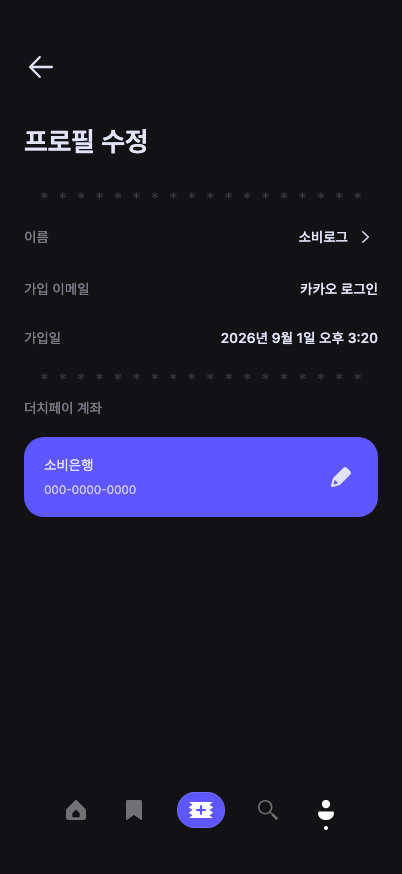 프로필 수정
* * * * * * * * * * * * * * * * * *
이름 소비로그
가입 이메일 카카오 로그인
가입일 2026년 9월 1일 오후 3:20
* * * * * * * * * * * * * * * * * *
더치페이 계좌
소비은행
000-0000-0000